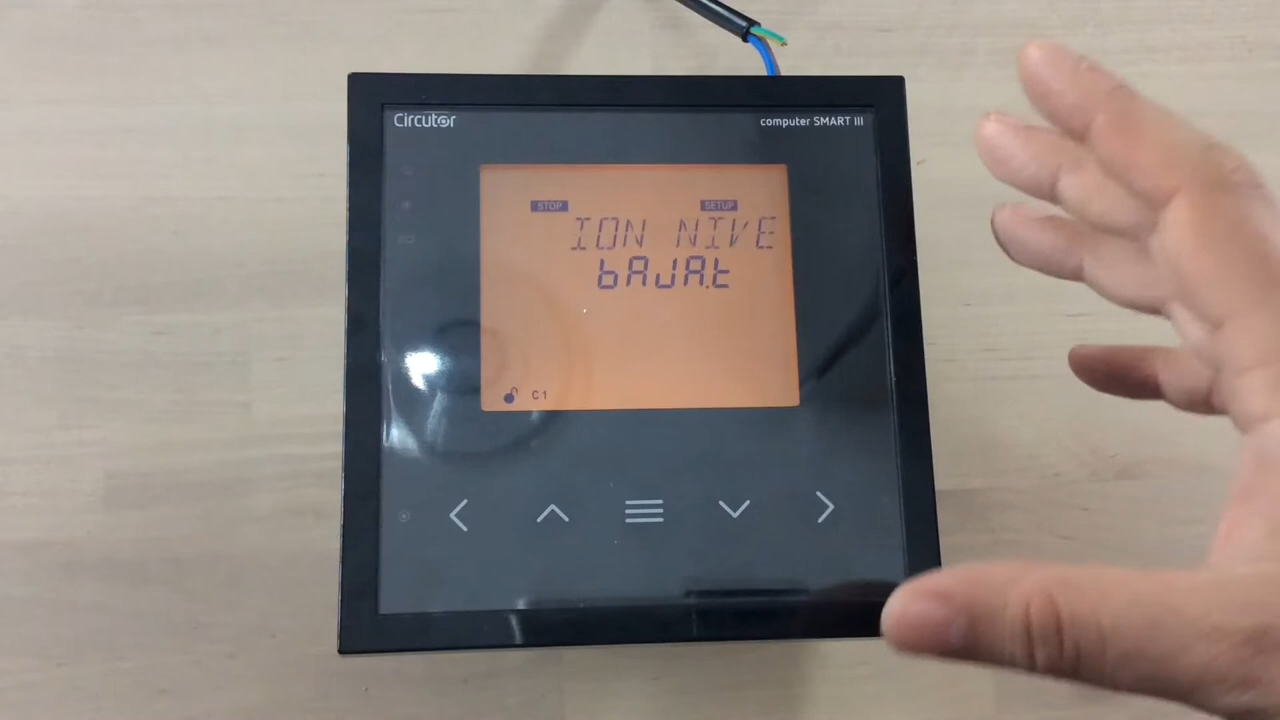 Circutor computer SMART III
STOP SETUP
ION NIVE
bAJA.t
C1